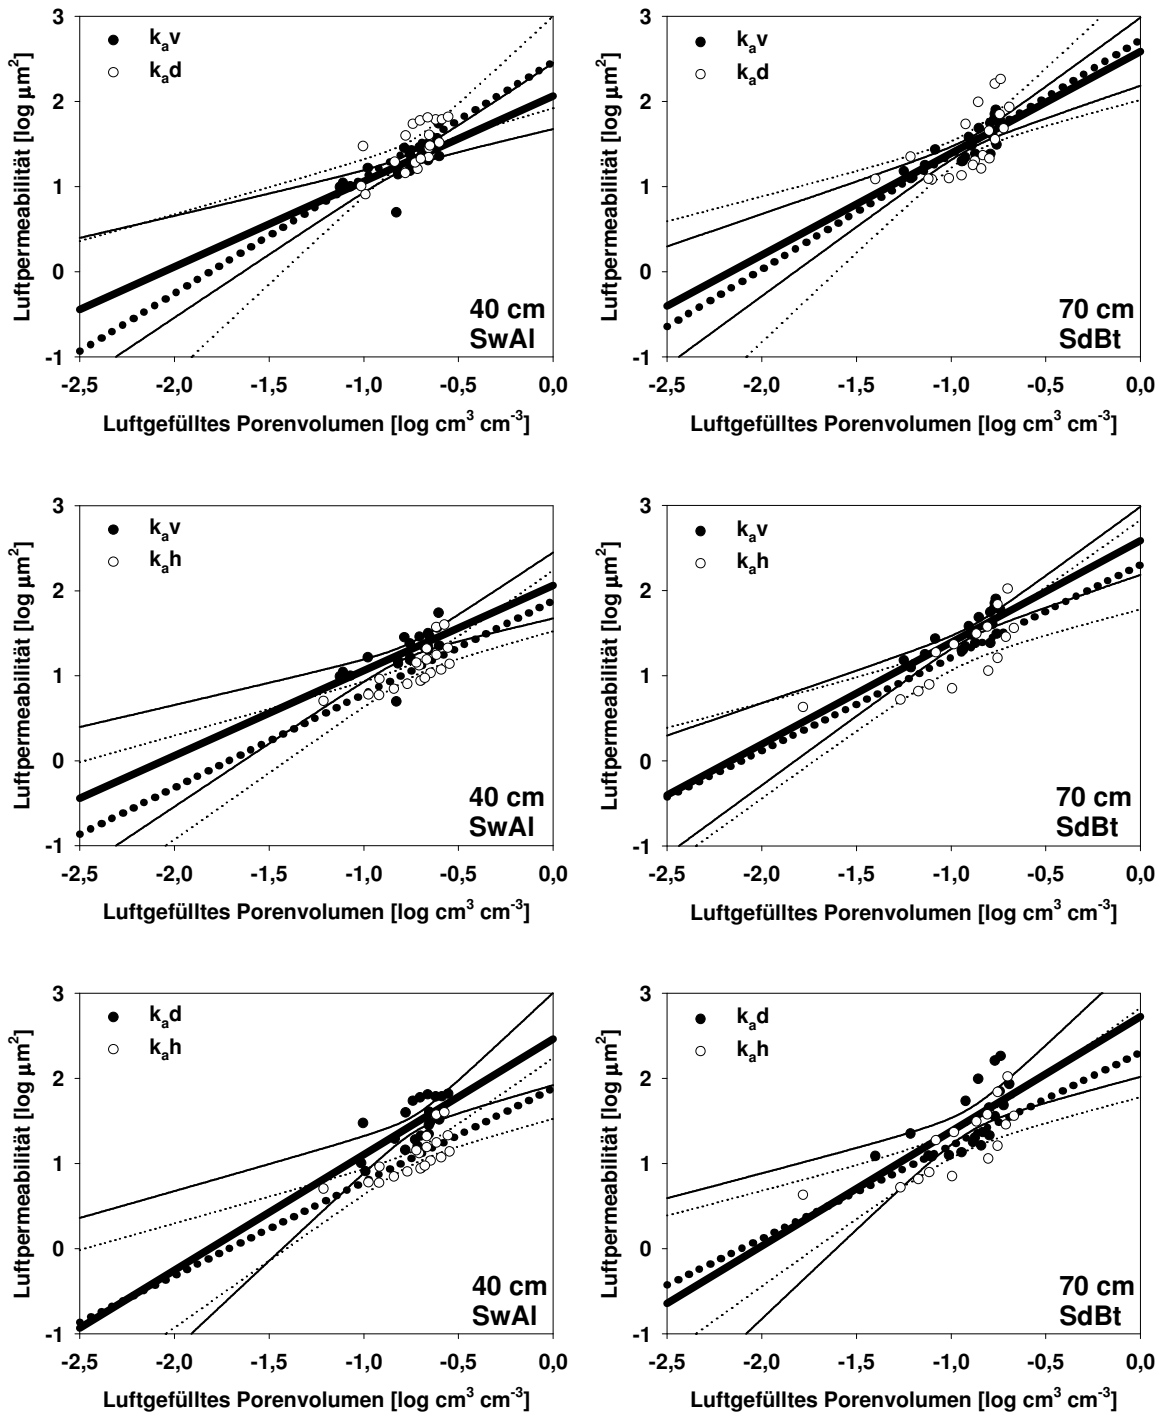 3
2
1
0
-1
Luftpermeabilität [log µm²]
kₐv
kₐd
40 cm
SwAl
-2,5 -2,0 -1,5 -1,0 -0,5 0,0
Luftgefülltes Porenvolumen [log cm³ cm⁻³]
3
2
1
0
-1
Luftpermeabilität [log µm²]
kₐv
kₐd
70 cm
SdBt
-2,5 -2,0 -1,5 -1,0 -0,5 0,0
Luftgefülltes Porenvolumen [log cm³ cm⁻³]
3
2
1
0
-1
Luftpermeabilität [log µm²]
kₐv
kₐh
40 cm
SwAl
-2,5 -2,0 -1,5 -1,0 -0,5 0,0
Luftgefülltes Porenvolumen [log cm³ cm⁻³]
3
2
1
0
-1
Luftpermeabilität [log µm²]
kₐv
kₐh
70 cm
SdBt
-2,5 -2,0 -1,5 -1,0 -0,5 0,0
Luftgefülltes Porenvolumen [log cm³ cm⁻³]
3
2
1
0
-1
Luftpermeabilität [log µm²]
kₐd
kₐh
40 cm
SwAl
-2,5 -2,0 -1,5 -1,0 -0,5 0,0
Luftgefülltes Porenvolumen [log cm³ cm⁻³]
3
2
1
0
-1
Luftpermeabilität [log µm²]
kₐd
kₐh
70 cm
SdBt
-2,5 -2,0 -1,5 -1,0 -0,5 0,0
Luftgefülltes Porenvolumen [log cm³ cm⁻³]